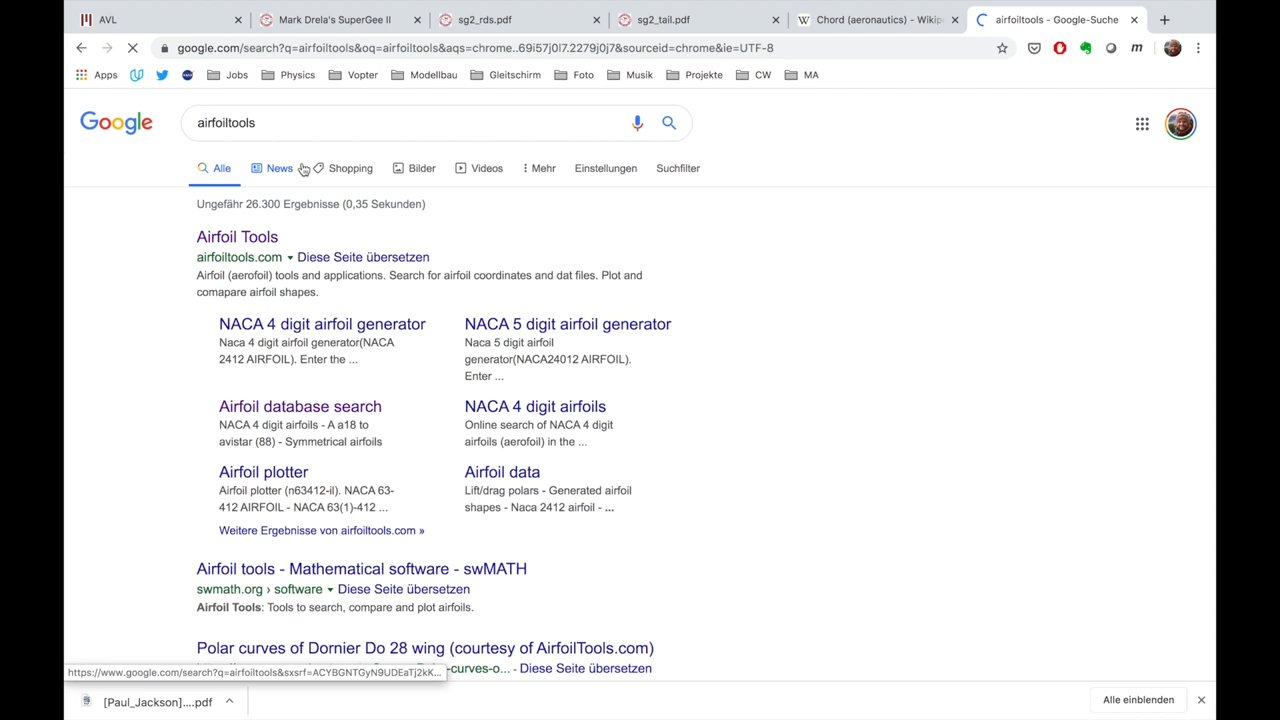 AVL
Mark Drela's SuperGee II
sg2_rds.pdf
sg2_tail.pdf
Chord (aeronautics) - Wikipe
airfoiltools - Google-Suche
google.com/search?q=airfoiltools&oq=airfoiltools&aqs=chrome..69i57j0l7.2279j0j7&sourceid=chrome&ie=UTF-8
Apps
Jobs
Physics
Vopter
Modellbau
Gleitschirm
Foto
Musik
Projekte
CW
MA
Google
airfoiltools
Alle
News
Shopping
Bilder
Videos
Mehr
Einstellungen
Suchfilter
Ungefähr 26.300 Ergebnisse (0,35 Sekunden)
Airfoil Tools
airfoiltools.com ▾ Diese Seite übersetzen
Airfoil (aerofoil) tools and applications. Search for airfoil coordinates and dat files. Plot and
comapare airfoil shapes.
NACA 4 digit airfoil generator
Naca 4 digit airfoil generator(NACA
2412 AIRFOIL). Enter the ...
NACA 5 digit airfoil generator
Naca 5 digit airfoil
generator(NACA24012 AIRFOIL).
Enter ...
Airfoil database search
NACA 4 digit airfoils - A a18 to
avistar (88) - Symmetrical airfoils
NACA 4 digit airfoils
Online search of NACA 4 digit
airfoils (aerofoil) in the ...
Airfoil plotter
Airfoil plotter (n63412-il). NACA 63-
412 AIRFOIL - NACA 63(1)-412 ...
Airfoil data
Lift/drag polars - Generated airfoil
shapes - Naca 2412 airfoil - ...
Weitere Ergebnisse von airfoiltools.com »
Airfoil tools - Mathematical software - swMATH
swmath.org › software ▾ Diese Seite übersetzen
Airfoil Tools: Tools to search, compare and plot airfoils.
Polar curves of Dornier Do 28 wing (courtesy of AirfoilTools.com)
-curves-o... - Diese Seite übersetzen
https://www.google.com/search?q=airfoiltools&sxsrf=ACYBGNTGyN9UDEaTj2kK...
[Paul_Jackson]....pdf
Alle einblenden